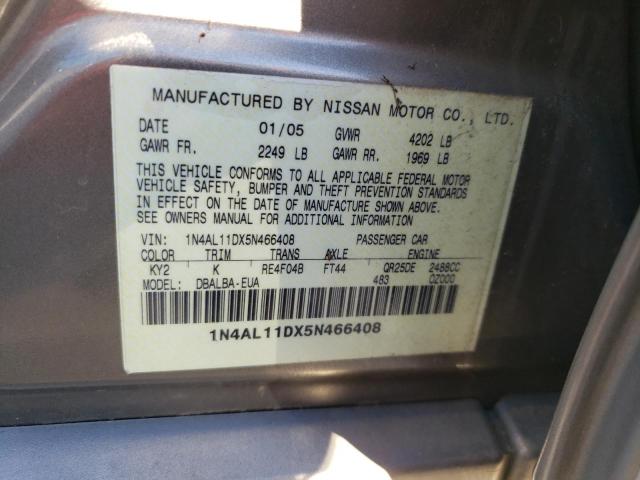 MANUFACTURED BY NISSAN MOTOR CO., LTD.
DATE 01/05 GVWR 4202 LB
GAWR FR. 2249 LB GAWR RR. 1969 LB
THIS VEHICLE CONFORMS TO ALL APPLICABLE FEDERAL MOTOR
VEHICLE SAFETY, BUMPER AND THEFT PREVENTION STANDARDS
IN EFFECT ON THE DATE OF MANUFACTURE SHOWN ABOVE.
SEE OWNERS MANUAL FOR ADDITIONAL INFORMATION
VIN: 1N4AL11DX5N466408 PASSENGER CAR
COLOR TRIM TRANS AXLE ENGINE
KY2 K RE4F04B FT44 QR25DE 2488CC
MODEL: DBALBA-EUA 483 0Z000
1N4AL11DX5N466408